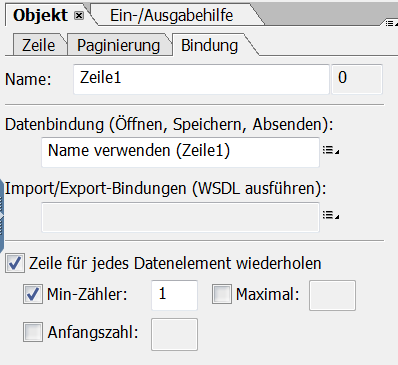 Objekt Ein-/Ausgabehilfe
Zeile Paginierung Bindung
Name: Zeile1 0
Datenbindung (Öffnen, Speichern, Absenden):
Name verwenden (Zeile1)
Import/Export-Bindungen (WSDL ausführen):
Zeile für jedes Datenelement wiederholen
Min-Zähler: 1 Maximal:
Anfangszahl: